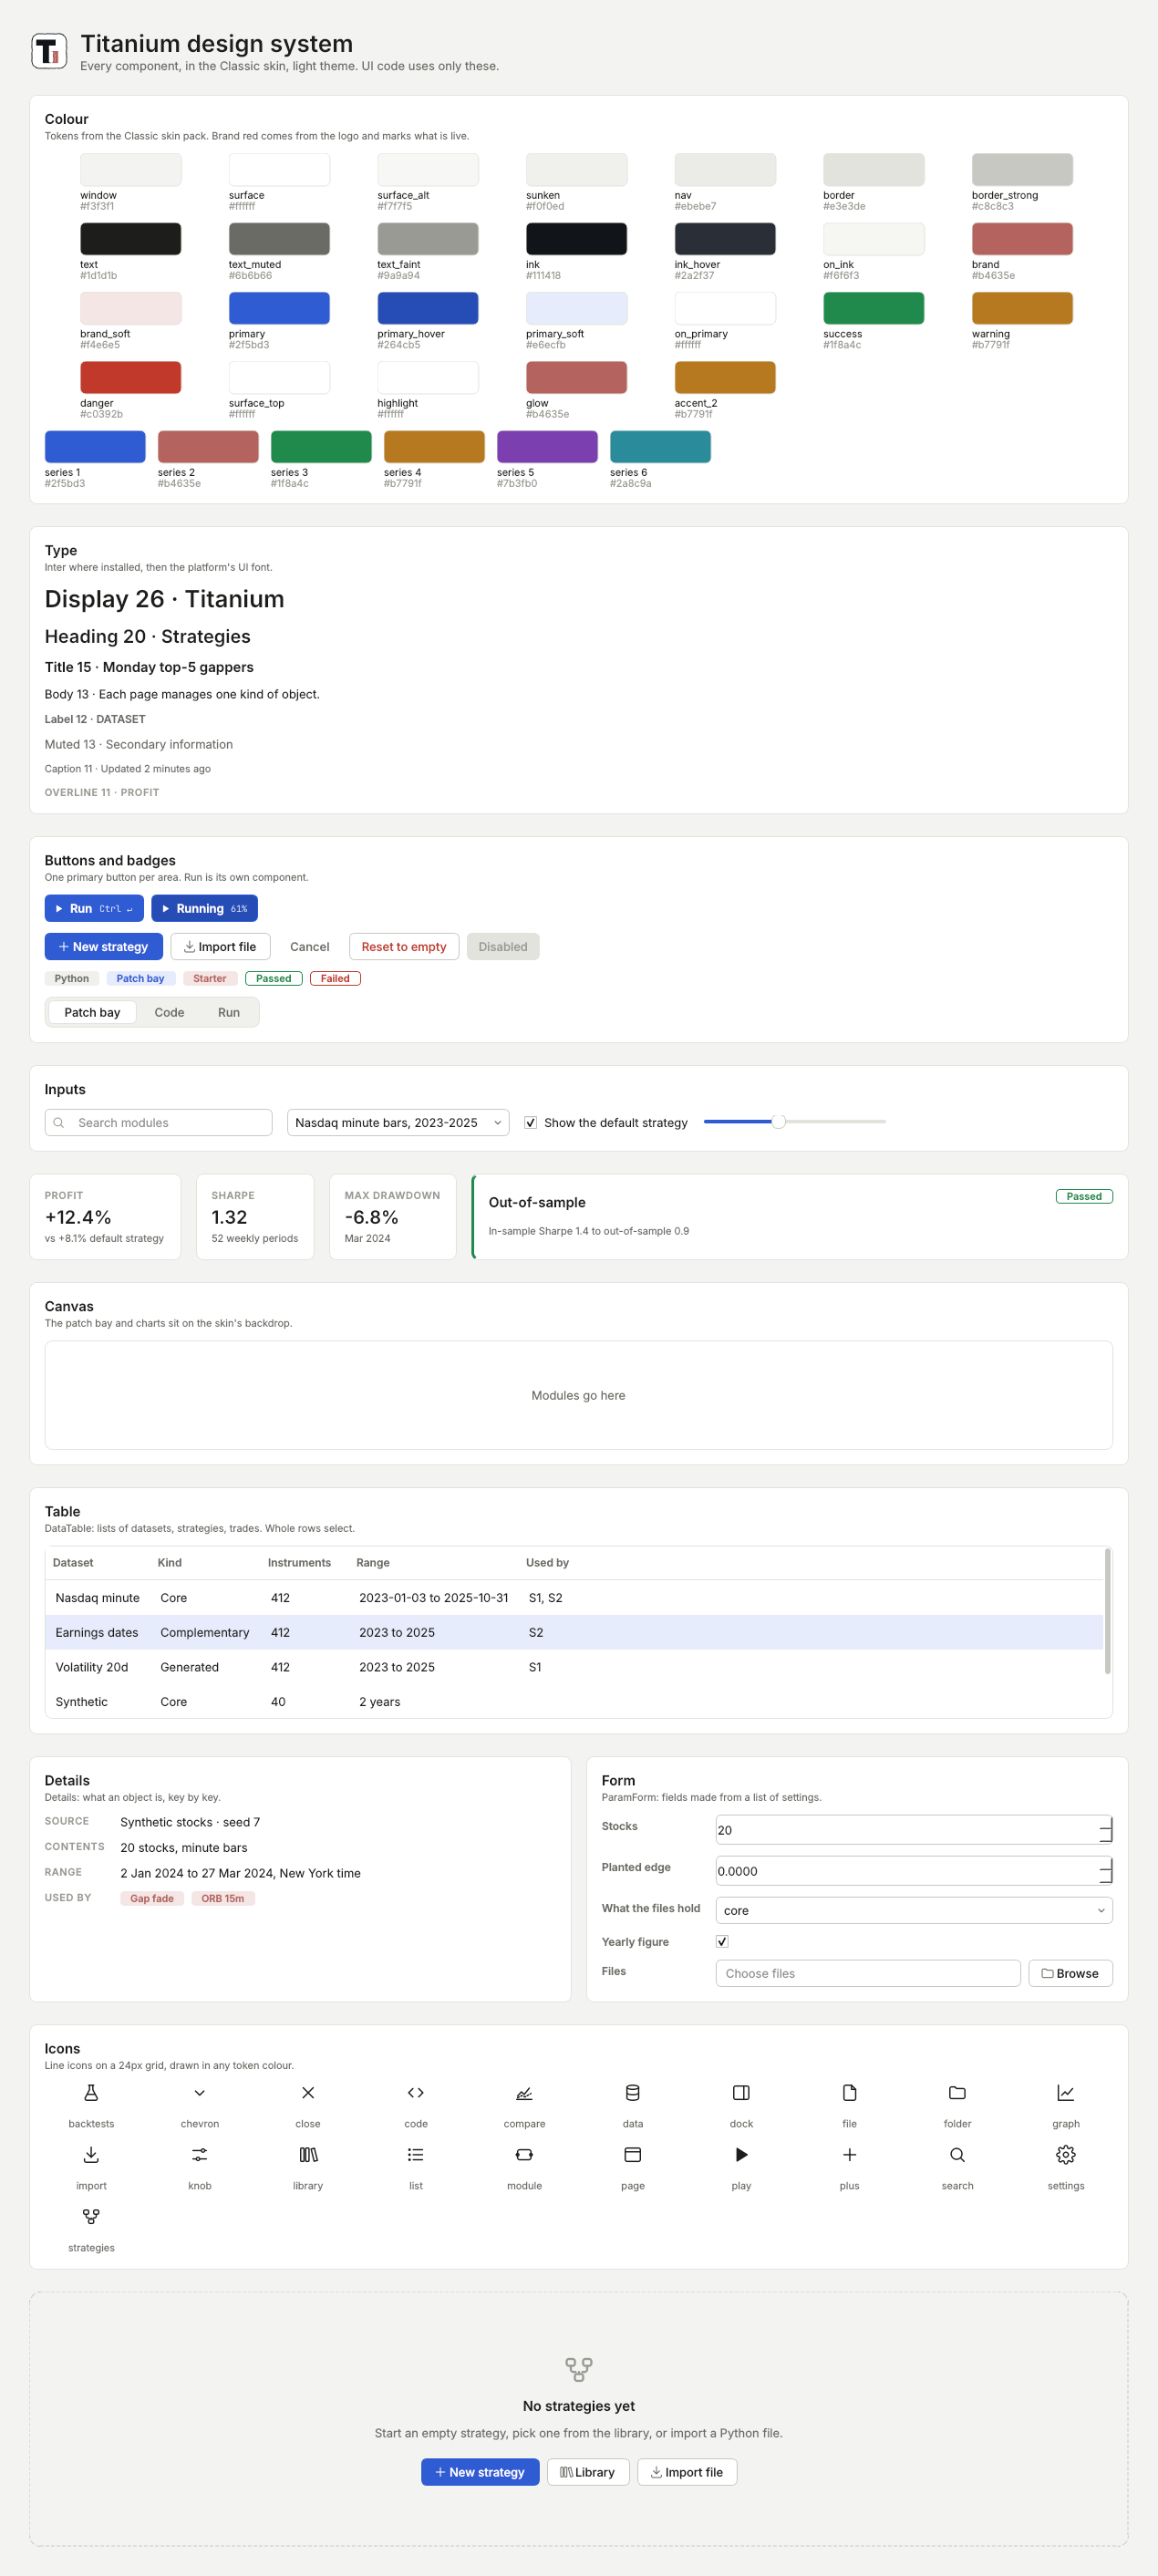 Ti
Titanium design system
Every component, in the Classic skin, light theme. UI code uses only these.
Colour
Tokens from the Classic skin pack. Brand red comes from the logo and marks what is live.
window surface surface_alt sunken nav border border_strong
#f3f3f1 #ffffff #f7f7f5 #f0f0ed #ebebe7 #e3e3de #c8c8c3
text text_muted text_faint ink ink_hover on_ink brand
#1d1d1b #6b6b66 #9a9a94 #111418 #2a2f37 #f6f6f3 #b4635e
brand_soft primary primary_hover primary_soft on_primary success warning
#f4e6e5 #2f5bd3 #264cb5 #e6ecfb #ffffff #1f8a4c #b7791f
danger surface_top highlight glow accent_2
#c0392b #ffffff #ffffff #b4635e #b7791f
series 1 series 2 series 3 series 4 series 5 series 6
#2f5bd3 #b4635e #1f8a4c #b7791f #7b3fb0 #2a8c9a
Type
Inter where installed, then the platform's UI font.
Display 26 · Titanium
Heading 20 · Strategies
Title 15 · Monday top-5 gappers
Body 13 · Each page manages one kind of object.
Label 12 · DATASET
Muted 13 · Secondary information
Caption 11 · Updated 2 minutes ago
OVERLINE 11 · PROFIT
Buttons and badges
One primary button per area. Run is its own component.
Run Ctrl ↵ Running 61%
New strategy Import file Cancel Reset to empty Disabled
Python Patch bay Starter Passed Failed
Patch bay Code Run
Inputs
Search modules Nasdaq minute bars, 2023-2025 Show the default strategy
PROFIT SHARPE MAX DRAWDOWN Out-of-sample Passed
+12.4% 1.32 -6.8%
vs +8.1% default strategy 52 weekly periods Mar 2024 In-sample Sharpe 1.4 to out-of-sample 0.9
Canvas
The patch bay and charts sit on the skin's backdrop.
Modules go here
Table
DataTable: lists of datasets, strategies, trades. Whole rows select.
Dataset Kind Instruments Range Used by
Nasdaq minute Core 412 2023-01-03 to 2025-10-31 S1, S2
Earnings dates Complementary 412 2023 to 2025 S2
Volatility 20d Generated 412 2023 to 2025 S1
Synthetic Core 40 2 years
Details
Details: what an object is, key by key.
SOURCE Synthetic stocks · seed 7
CONTENTS 20 stocks, minute bars
RANGE 2 Jan 2024 to 27 Mar 2024, New York time
USED BY Gap fade ORB 15m
Form
ParamForm: fields made from a list of settings.
Stocks 20
Planted edge 0.0000
What the files hold core
Yearly figure
Files Choose files Browse
Icons
Line icons on a 24px grid, drawn in any token colour.
backtests chevron close code compare data dock file folder graph
import knob library list module page play plus search settings
strategies
No strategies yet
Start an empty strategy, pick one from the library, or import a Python file.
New strategy Library Import file